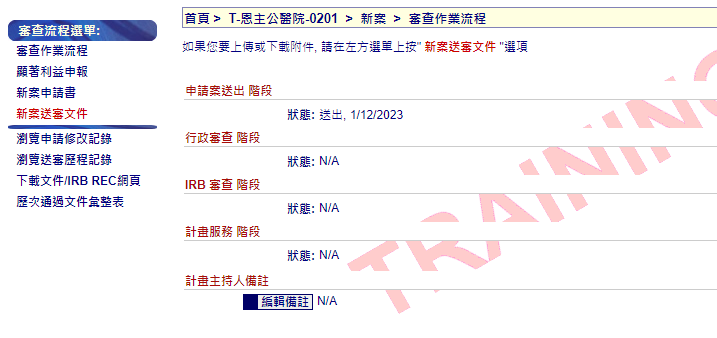 審查流程選單:
審查作業流程
顯著利益申報
新案申請書
新案送審文件
瀏覽申請修改記錄
瀏覽送審歷程記錄
下載文件/IRB REC網頁
歷次通過文件彙整表
首頁 > T-恩主公醫院-0201 > 新案 > 審查作業流程
如果您要上傳或下載附件, 請在左方選單上按" 新案送審文件 "選項
申請案送出 階段
狀態: 送出, 1/12/2023
行政審查 階段
狀態: N/A
IRB 審查 階段
狀態: N/A
計畫服務 階段
狀態: N/A
計畫主持人備註
編輯備註 N/A
TRAINING